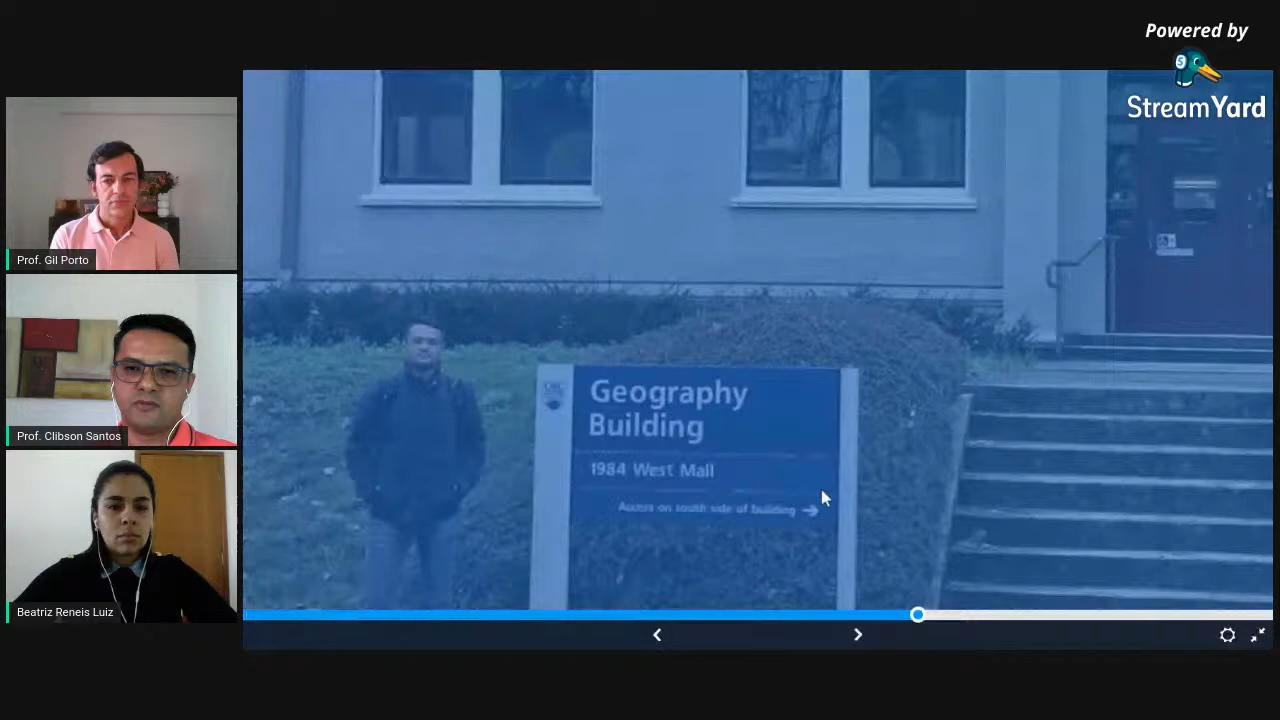 Powered by
StreamYard
Prof. Gil Porto
Prof. Clibson Santos
Beatriz Reneis Luiz
UBC
Geography
Building
1984 West Mall
Access on south side of building →